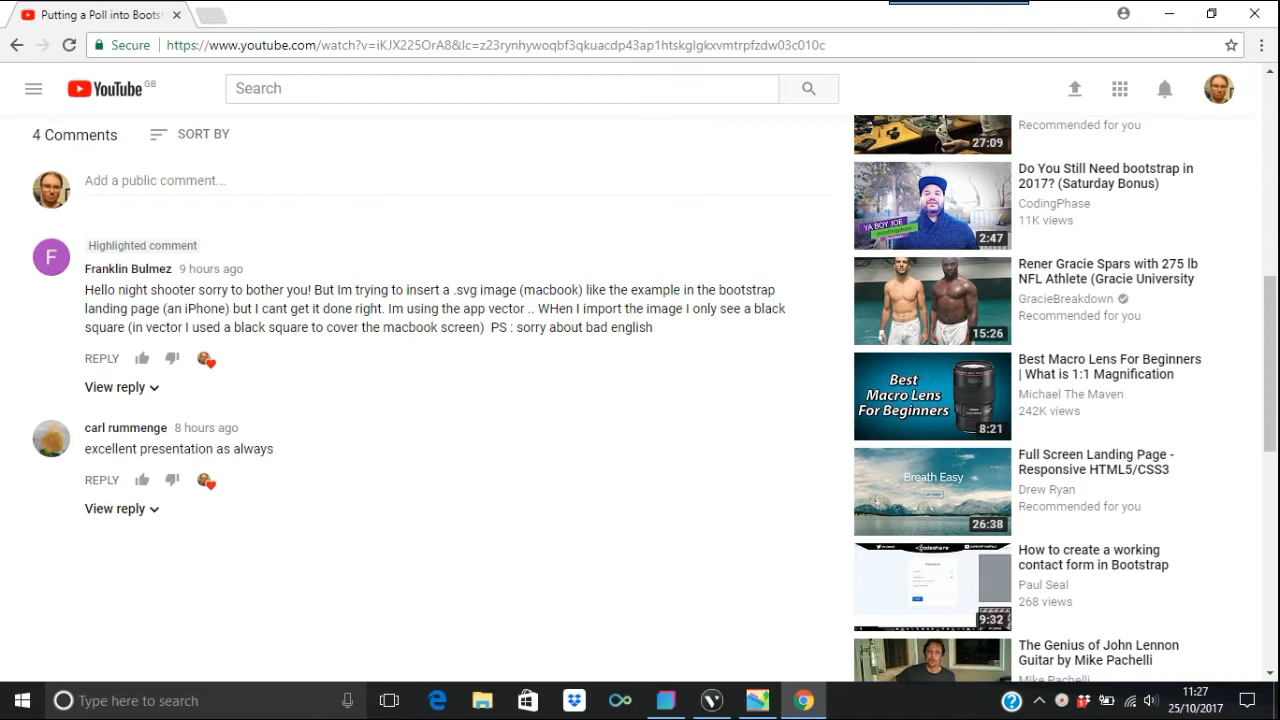 Putting a Poll into Boots
Secure
https://www.youtube.com/watch?v=iKJX225OrA8&lc=z23rynhywoqbf3qkuacdp43ap1htskglgkxvmtrpfzdw03c010c
YouTube GB
Search
4 Comments
SORT BY
Add a public comment...
Highlighted comment
F
Franklin Bulmez 9 hours ago
Hello night shooter sorry to bother you! But Im trying to insert a .svg image (macbook) like the example in the bootstrap
landing page (an iPhone) but I cant get it done right. Im using the app vector .. WHen I import the image I only see a black
square (in vector I used a black square to cover the macbook screen) PS : sorry about bad english
REPLY
View reply
carl rummenge 8 hours ago
excellent presentation as always
REPLY
View reply
27:09
Recommended for you
YA BOY JOE
2:47
Do You Still Need bootstrap in
2017? (Saturday Bonus)
CodingPhase
11K views
15:26
Rener Gracie Spars with 275 lb
NFL Athlete (Gracie University
GracieBreakdown
Recommended for you
Best
Macro Lens
For Beginners
8:21
Best Macro Lens For Beginners
| What is 1:1 Magnification
Michael The Maven
242K views
Breath Easy
26:38
Full Screen Landing Page -
Responsive HTML5/CSS3
Drew Ryan
Recommended for you
codeshare
9:32
How to create a working
contact form in Bootstrap
Paul Seal
268 views
The Genius of John Lennon
Guitar by Mike Pachelli
Mike Pachelli
Type here to search
11:27
25/10/2017